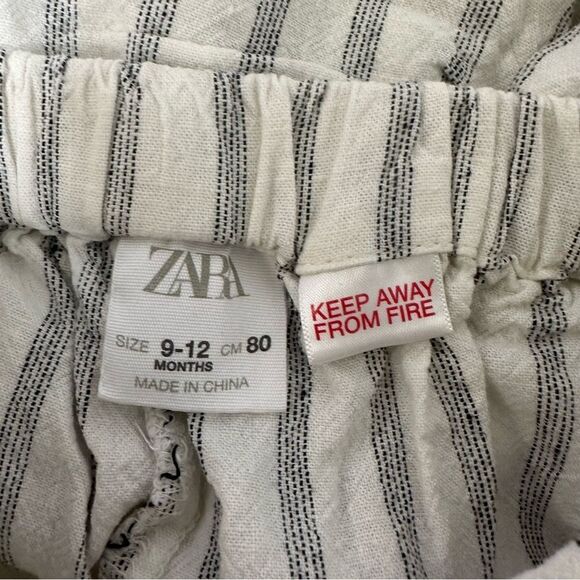 ZARA
SIZE 9-12 CM 80
MONTHS
MADE IN CHINA
KEEP AWAY
FROM FIRE